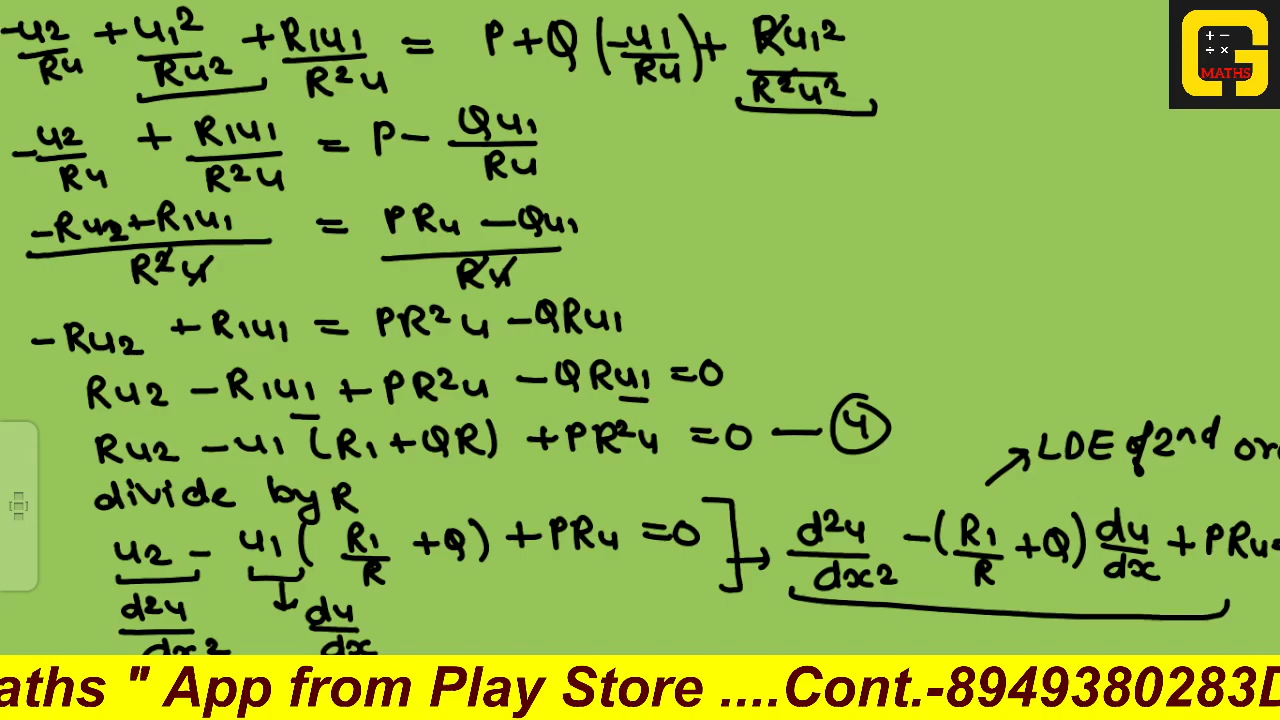 -u2/Ru + u1²/Ru² + R1u1/R²u = P + Q(-u1/Ru) + Ru1²/R²u²
-u2/Ru + R1u1/R²u = P - Qu1/Ru
(-Ru2 + R1u1)/R²u = (PRu - Qu1)/Ru
-Ru2 + R1u1 = PR²u - QRu1
Ru2 - R1u1 + PR²u - QRu1 = 0
Ru2 - u1(R1 + QR) + PR²u = 0 — ④
→ LDE of 2nd
divide by R
u2 - u1(R1/R + Q) + PRu = 0 ] → d²u/dx² - (R1/R + Q) du/dx + PRu
d²u/dx² ↓ du/dx
+ − ÷ × MATHS
aths " App from Play Store ....Cont.-8949380283D